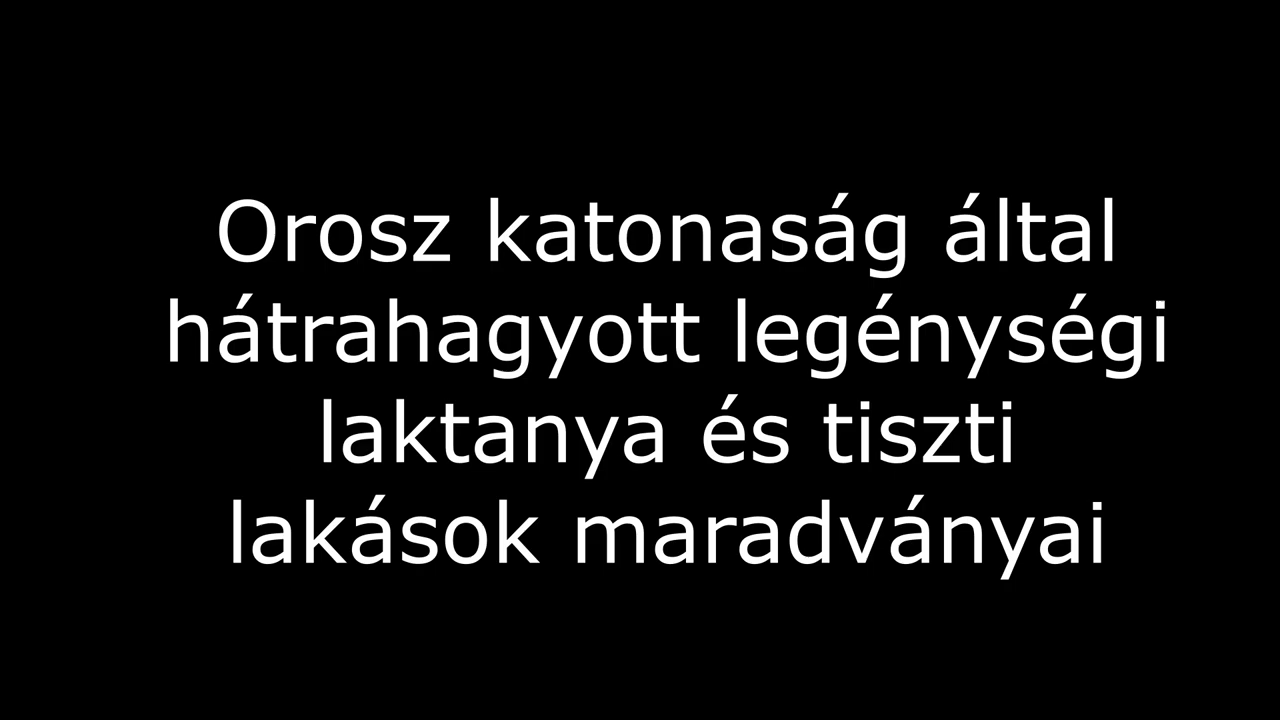 Orosz katonaság által
hátrahagyott legénységi
laktanya és tiszti
lakások maradványai